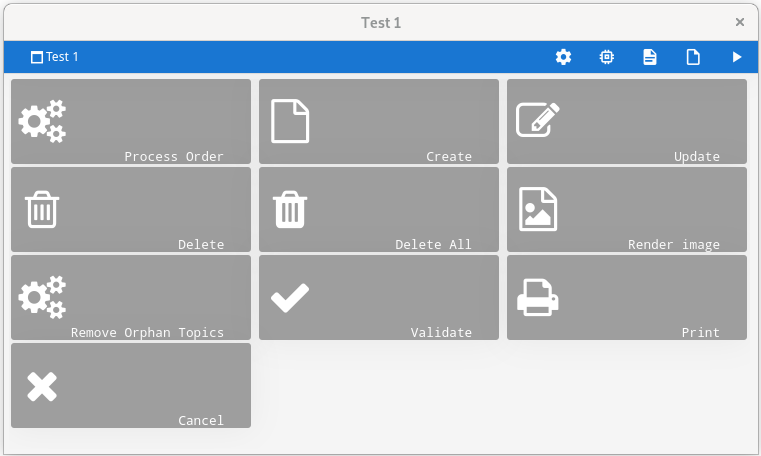 Test 1
Test 1
Process Order
Create
Update
Delete
Delete All
Render image
Remove Orphan Topics
Validate
Print
Cancel